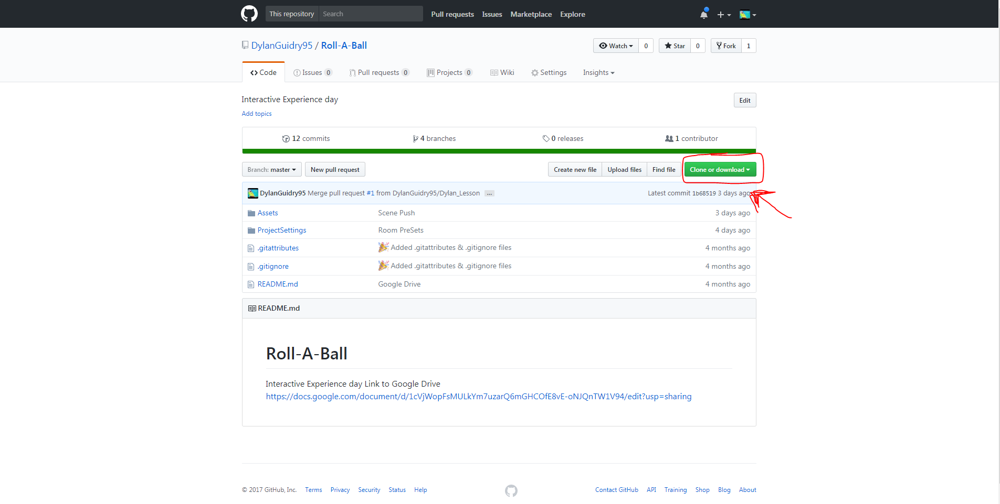 This repository Search Pull requests Issues Marketplace Explore
DylanGuidry95 / Roll-A-Ball Watch 0 Star 0 Fork 1
Code Issues 0 Pull requests 0 Projects 0 Wiki Settings Insights
Interactive Experience day Edit
Add topics
12 commits 4 branches 0 releases 1 contributor
Branch: master New pull request Create new file Upload files Find file Clone or download
DylanGuidry95 Merge pull request #1 from DylanGuidry95/Dylan_Lesson ... Latest commit 1b68519 3 days ago
Assets Scene Push 3 days ago
ProjectSettings Room PreSets 4 days ago
.gitattributes Added .gitattributes & .gitignore files 4 months ago
.gitignore Added .gitattributes & .gitignore files 4 months ago
README.md Google Drive 4 months ago
README.md
Roll-A-Ball
Interactive Experience day Link to Google Drive
https://docs.google.com/document/d/1cVjWopFsMULkYm7uzarQ6mGHCOfE8vE-oNJQnTW1V94/edit?usp=sharing
© 2017 GitHub, Inc. Terms Privacy Security Status Help Contact GitHub API Training Shop Blog About